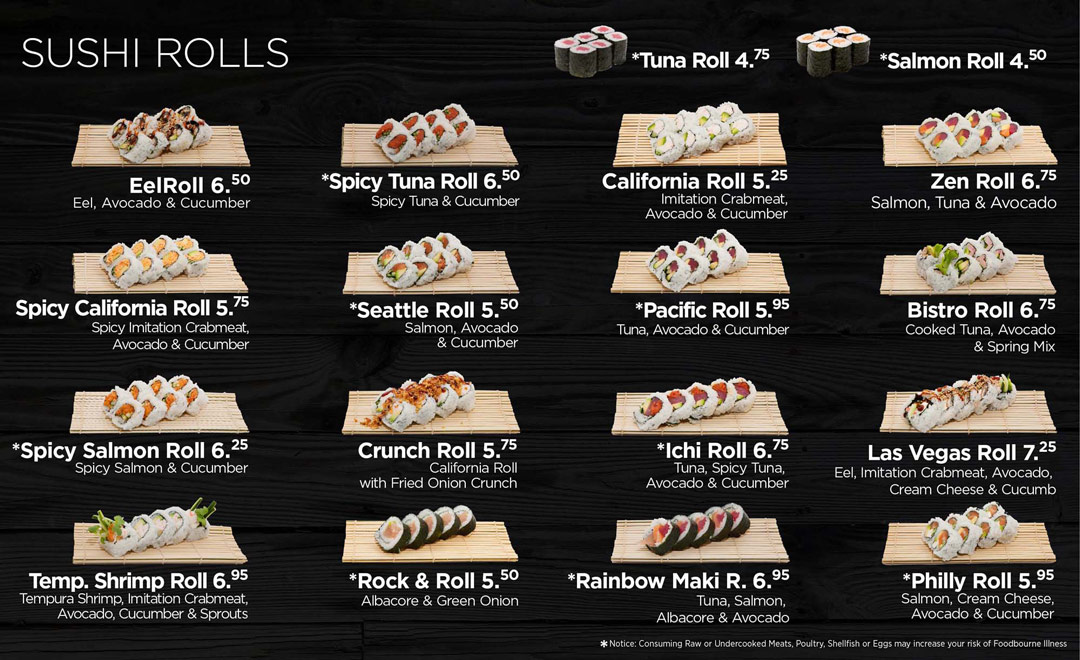 SUSHI ROLLS
*Tuna Roll 4.75
*Salmon Roll 4.50
EelRoll 6.50
Eel, Avocado & Cucumber
*Spicy Tuna Roll 6.50
Spicy Tuna & Cucumber
California Roll 5.25
Imitation Crabmeat,
Avocado & Cucumber
Zen Roll 6.75
Salmon, Tuna & Avocado
Spicy California Roll 5.75
Spicy Imitation Crabmeat,
Avocado & Cucumber
*Seattle Roll 5.50
Salmon, Avocado
& Cucumber
*Pacific Roll 5.95
Tuna, Avocado & Cucumber
Bistro Roll 6.75
Cooked Tuna, Avocado
& Spring Mix
*Spicy Salmon Roll 6.25
Spicy Salmon & Cucumber
Crunch Roll 5.75
California Roll
with Fried Onion Crunch
*Ichi Roll 6.75
Tuna, Spicy Tuna,
Avocado & Cucumber
Las Vegas Roll 7.25
Eel, Imitation Crabmeat, Avocado,
Cream Cheese & Cucumb
Temp. Shrimp Roll 6.95
Tempura Shrimp, Imitation Crabmeat,
Avocado, Cucumber & Sprouts
*Rock & Roll 5.50
Albacore & Green Onion
*Rainbow Maki R. 6.95
Tuna, Salmon,
Albacore & Avocado
*Philly Roll 5.95
Salmon, Cream Cheese,
Avocado & Cucumber
* Notice: Consuming Raw or Undercooked Meats, Poultry, Shellfish or Eggs may increase your risk of Foodbourne Illness